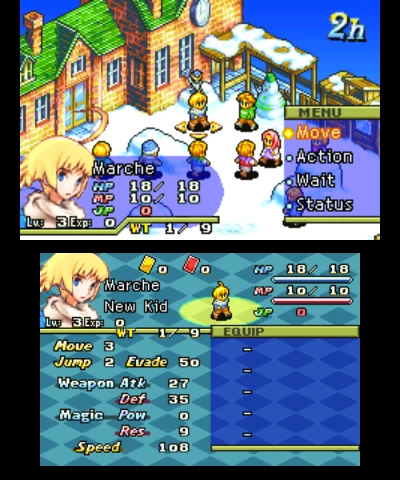 2h
MENU
Move
Action
Wait
Status
Marche
HP 18/ 18
MP 10/ 10
JP 0
Lv: 3 Exp: 0
WT 1/ 9
0 0
Marche
New Kid
Lv: 3 Exp: 0
WT 1/ 9
HP 18/ 18
MP 10/ 10
JP 0
EQUIP
Move 3
Jump 2 Evade 50
Weapon Atk 27
Def 35
Magic Pow 0
Res 9
Speed 108
–
–
–
–
–